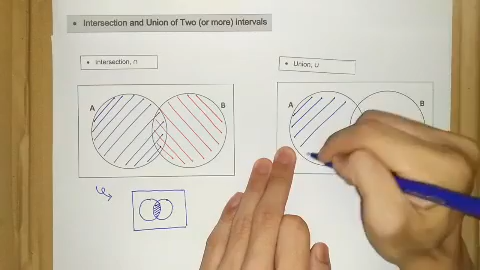 ▪ Intersection and Union of Two (or more) intervals
• Intersection, ∩
• Union, ∪
A
B
A
B